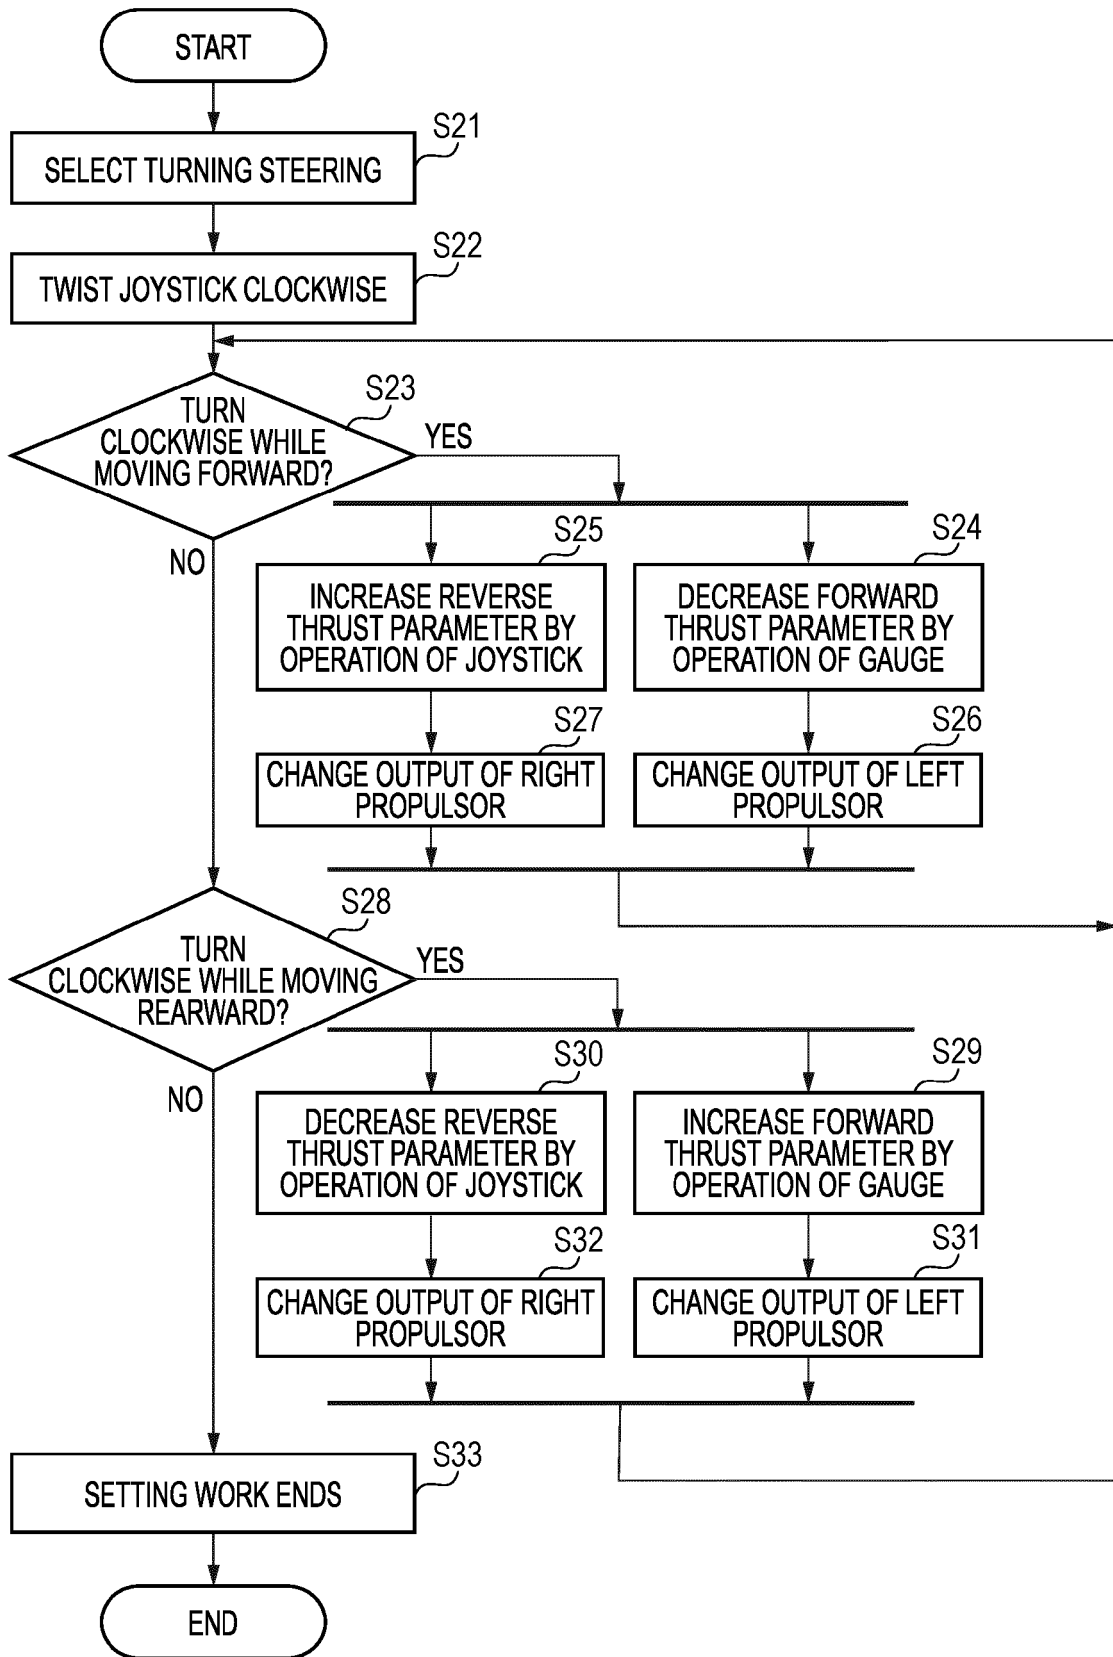 START
S21
SELECT TURNING STEERING
S22
TWIST JOYSTICK CLOCKWISE
S23
TURN
CLOCKWISE WHILE
MOVING FORWARD?
YES
NO
S25
INCREASE REVERSE
THRUST PARAMETER BY
OPERATION OF JOYSTICK
S24
DECREASE FORWARD
THRUST PARAMETER BY
OPERATION OF GAUGE
S27
CHANGE OUTPUT OF RIGHT
PROPULSOR
S26
CHANGE OUTPUT OF LEFT
PROPULSOR
S28
TURN
CLOCKWISE WHILE MOVING
REARWARD?
YES
NO
S30
DECREASE REVERSE
THRUST PARAMETER BY
OPERATION OF JOYSTICK
S29
INCREASE FORWARD
THRUST PARAMETER BY
OPERATION OF GAUGE
S32
CHANGE OUTPUT OF RIGHT
PROPULSOR
S31
CHANGE OUTPUT OF LEFT
PROPULSOR
S33
SETTING WORK ENDS
END